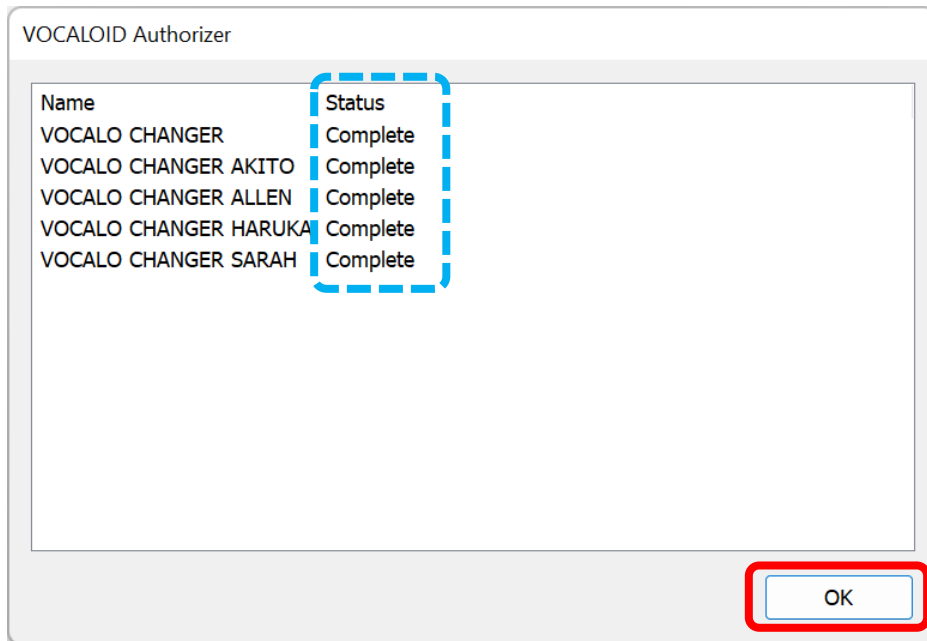 VOCALOID Authorizer
Name Status
VOCALO CHANGER Complete
VOCALO CHANGER AKITO Complete
VOCALO CHANGER ALLEN Complete
VOCALO CHANGER HARUKA Complete
VOCALO CHANGER SARAH Complete
OK